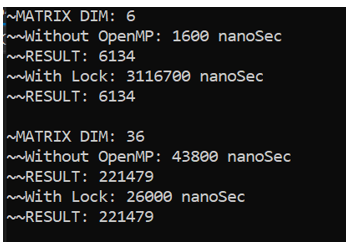 ~MATRIX DIM: 6
~~Without OpenMP: 1600 nanoSec
~~RESULT: 6134
~~With Lock: 3116700 nanoSec
~~RESULT: 6134
~MATRIX DIM: 36
~~Without OpenMP: 43800 nanoSec
~~RESULT: 221479
~~With Lock: 26000 nanoSec
~~RESULT: 221479